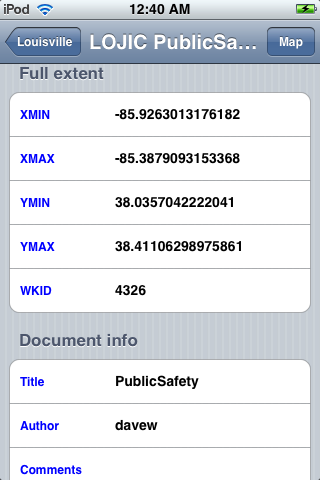 iPod 12:40 AM
Louisville LOJIC PublicSa... Map
Full extent
XMIN -85.9263013176182
XMAX -85.3879093153368
YMIN 38.0357042222041
YMAX 38.41106298975861
WKID 4326
Document info
Title PublicSafety
Author davew
Comments